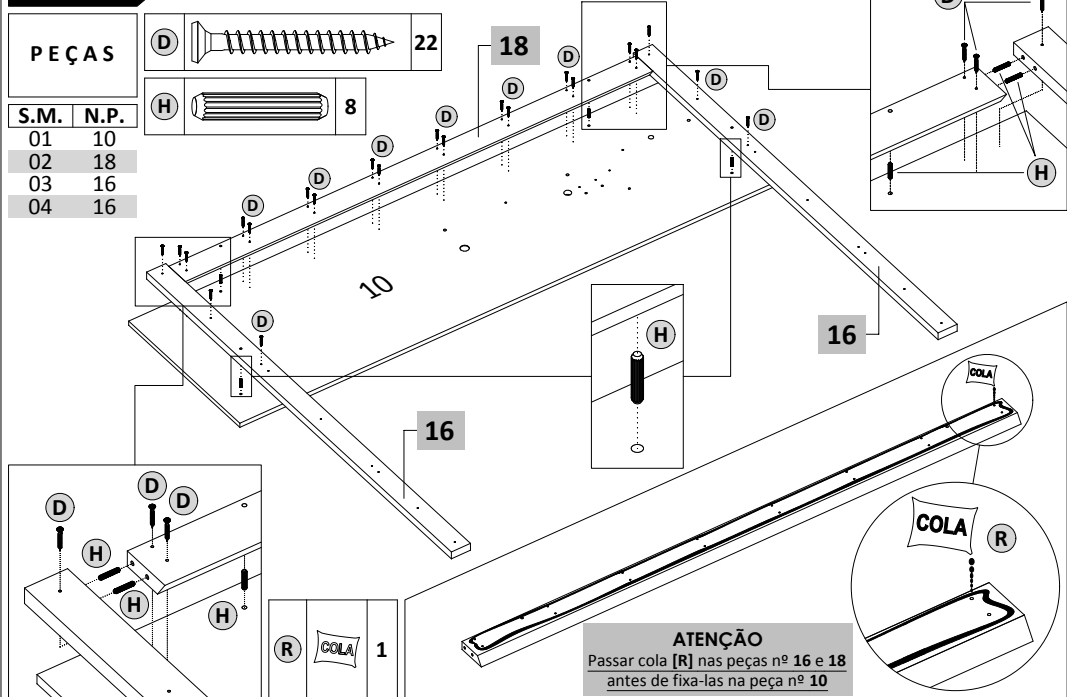 PEÇAS
S.M. N.P.
01 10
02 18
03 16
04 16
D 22
H 8
18
D
D
D
D
D
D
D
D
D
D
10
16
16
D
H
H
COLA
COLA
R
D
D
D
H
H
H
R COLA 1
ATENÇÃO
Passar cola [R] nas peças nº 16 e 18
antes de fixa-las na peça nº 10